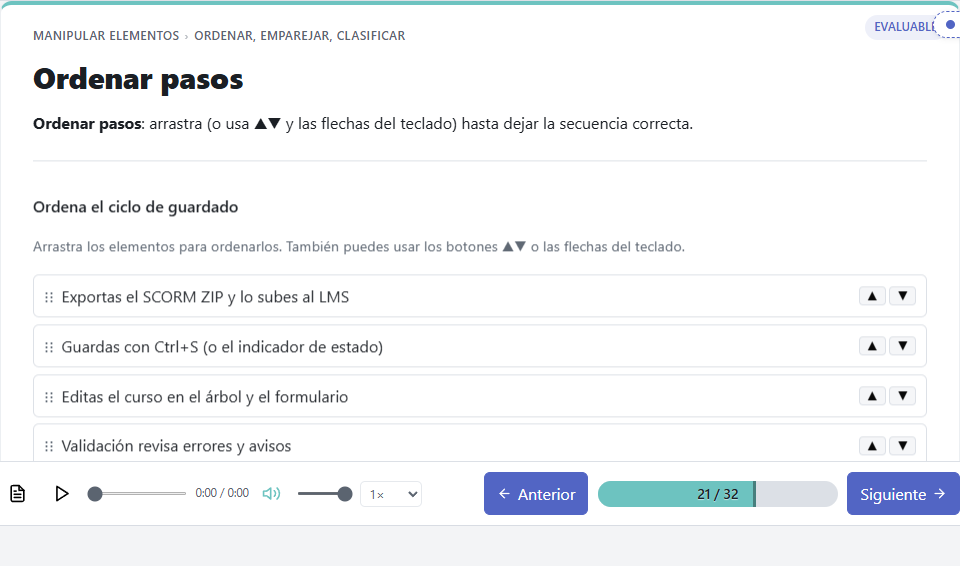 MANIPULAR ELEMENTOS › ORDENAR, EMPAREJAR, CLASIFICAR
EVALUABLE
Ordenar pasos
Ordenar pasos: arrastra (o usa ▲▼ y las flechas del teclado) hasta dejar la secuencia correcta.
Ordena el ciclo de guardado
Arrastra los elementos para ordenarlos. También puedes usar los botones ▲▼ o las flechas del teclado.
Exportas el SCORM ZIP y lo subes al LMS ▲ ▼
Guardas con Ctrl+S (o el indicador de estado) ▲ ▼
Editas el curso en el árbol y el formulario ▲ ▼
Validación revisa errores y avisos ▲ ▼
0:00 / 0:00 1× ← Anterior 21 / 32 Siguiente →